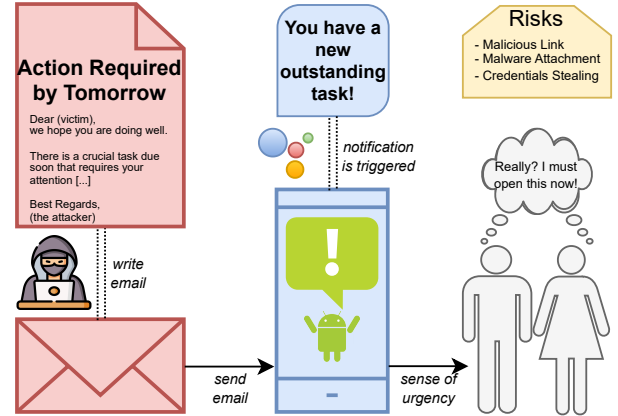 Action Required
by Tomorrow
Dear (victim),
we hope you are doing well.
There is a crucial task due
soon that requires your
attention [...]
Best Regards,
(the attacker)
write
email
send
email
You have a
new
outstanding
task!
notification
is triggered
!
sense of
urgency
Risks
- Malicious Link
- Malware Attachment
- Credentials Stealing
Really? I must
open this now!